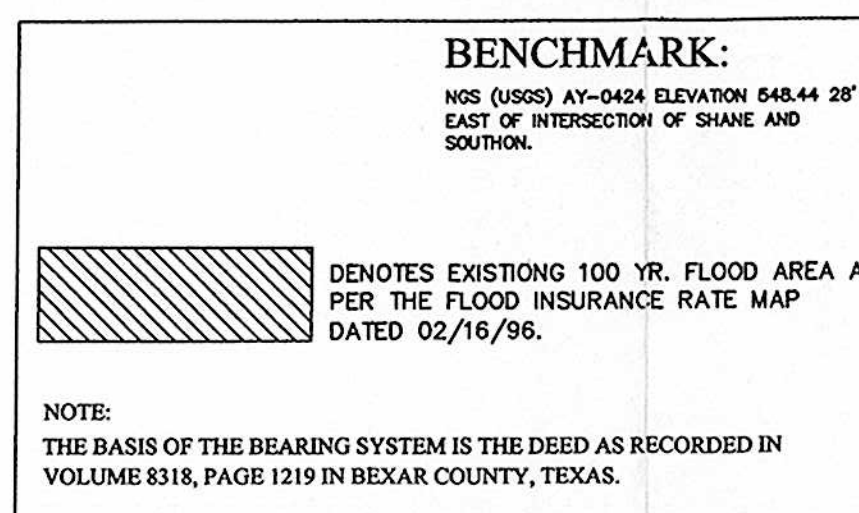 BENCHMARK:
NGS (USGS) AY-0424 ELEVATION 548.44 28'
EAST OF INTERSECTION OF SHANE AND
SOUTHON.
DENOTES EXISTIONG 100 YR. FLOOD AREA A
PER THE FLOOD INSURANCE RATE MAP
DATED 02/16/96.
NOTE:
THE BASIS OF THE BEARING SYSTEM IS THE DEED AS RECORDED IN
VOLUME 8318, PAGE 1219 IN BEXAR COUNTY, TEXAS.